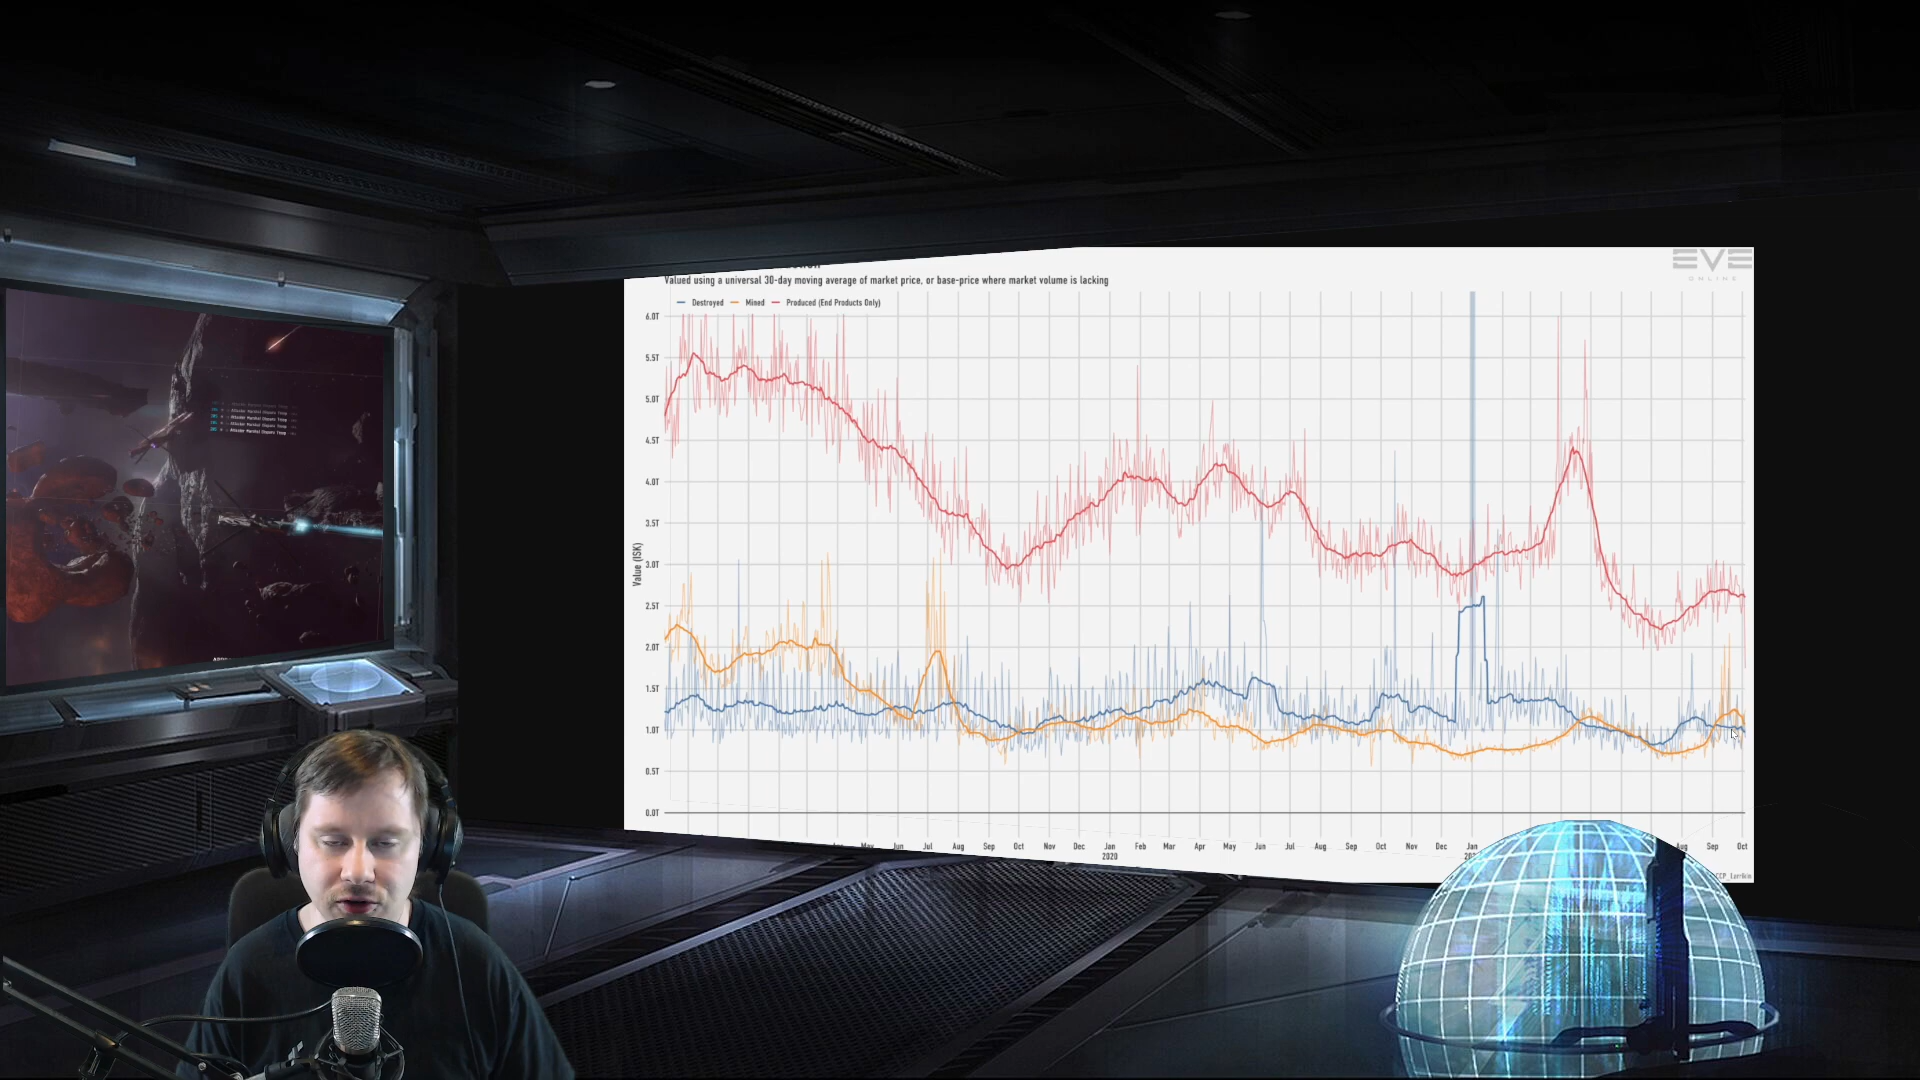 EVE
ONLINE
Valued using a universal 30-day moving average of market price, or base-price where market volume is lacking
Destroyed Mined Produced (End Products Only)
6.0T
5.5T
5.0T
4.5T
4.0T
3.5T
3.0T
2.5T
2.0T
1.5T
1.0T
0.5T
0.0T
Value (ISK)
May Jun Jul Aug Sep Oct Nov Dec Jan Feb Mar Apr May Jun Jul Aug Sep Oct Nov Dec Jan Aug Sep Oct
2020
CCP_Larrikin